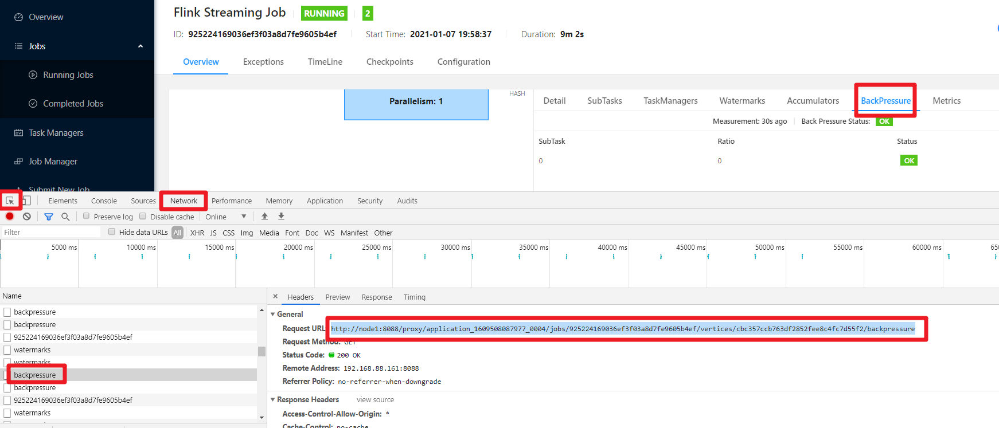 Overview
Jobs
Running Jobs
Completed Jobs
Task Managers
Job Manager
Submit New Job
Flink Streaming Job RUNNING 2
ID: 925224169036ef3f03a8d7fe9605b4ef Start Time: 2021-01-07 19:58:37 Duration: 9m 2s
Overview Exceptions TimeLine Checkpoints Configuration
Parallelism: 1
HASH
Detail SubTasks TaskManagers Watermarks Accumulators BackPressure Metrics
Measurement: 30s ago Back Pressure Status: OK
SubTask Ratio Status
0 0 OK
Elements Console Sources Network Performance Memory Application Security Audits
Preserve log Disable cache Online
Filter Hide data URLs All XHR JS CSS Img Media Font Doc WS Manifest Other
5000 ms 10000 ms 15000 ms 20000 ms 25000 ms 30000 ms 35000 ms 40000 ms 45000 ms 50000 ms 55000 ms 60000 ms 650
Name
backpressure
backpressure
925224169036ef3f03a8d7fe9605b4ef
watermarks
watermarks
backpressure
backpressure
925224169036ef3f03a8d7fe9605b4ef
watermarks
× Headers Preview Response Timing
General
Request URL: http://node1:8088/proxy/application_1609508087977_0004/jobs/925224169036ef3f03a8d7fe9605b4ef/vertices/cbc357ccb763df2852fee8c4fc7d55f2/backpressure
Request Method: GET
Status Code: 200 OK
Remote Address: 192.168.88.161:8088
Referrer Policy: no-referrer-when-downgrade
Response Headers view source
Access-Control-Allow-Origin: *
Cache-Control: no-cache